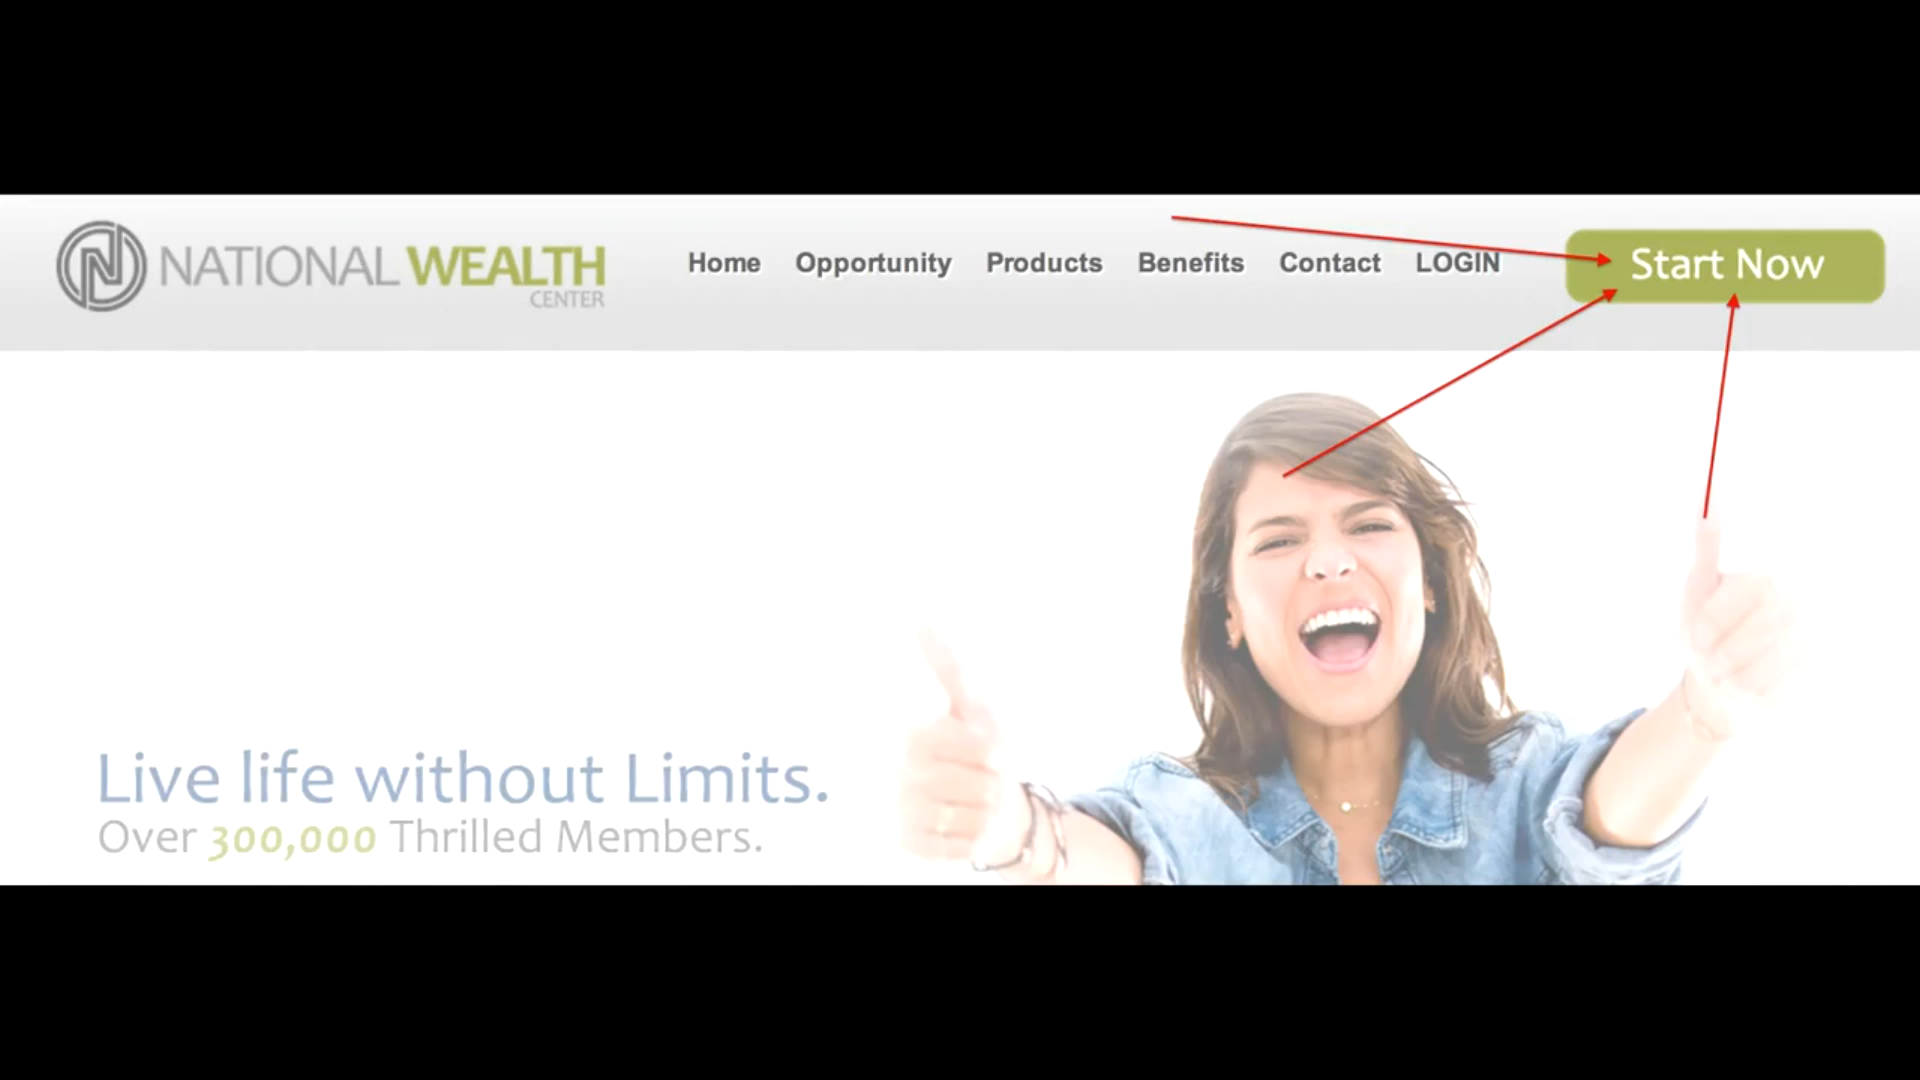 NATIONAL WEALTH
CENTER
Home Opportunity Products Benefits Contact LOGIN
Start Now
Live life without Limits.
Over 300,000 Thrilled Members.